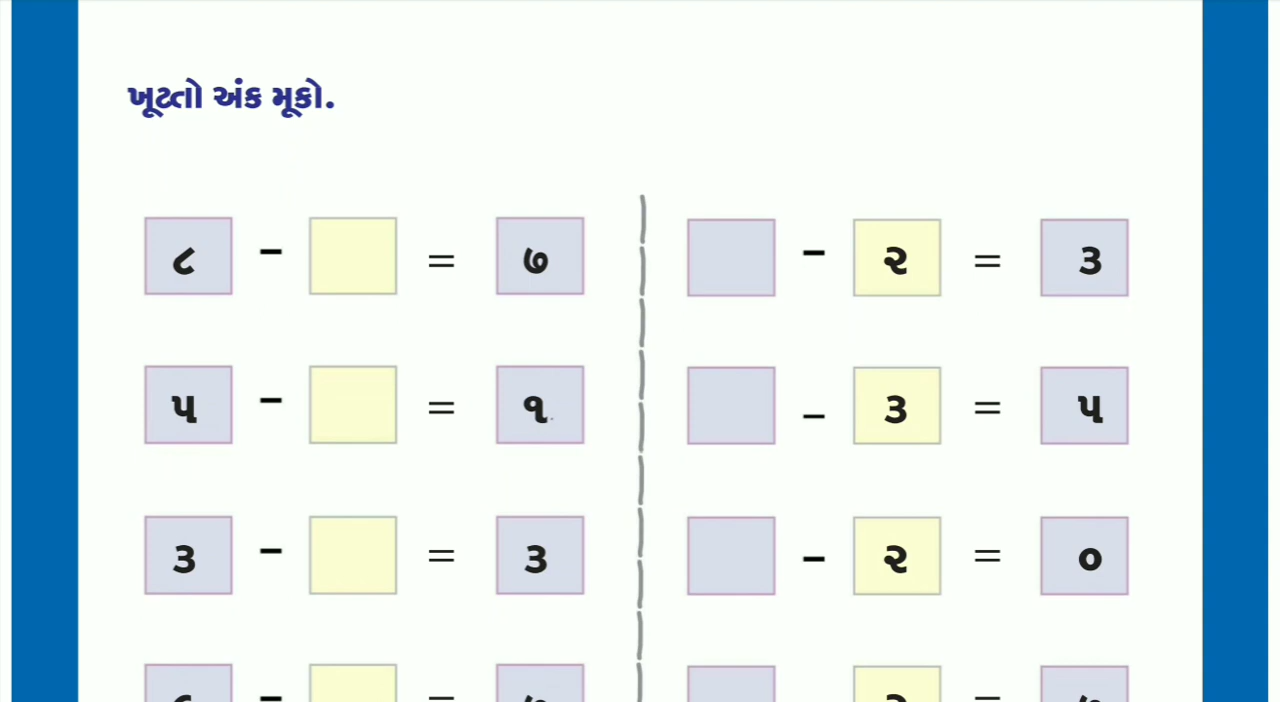 ખૂટતો અંક મૂકો.
૮ - = ૭
- ૨ = ૩
૫ - = ૧
- ૩ = ૫
૩ - = ૩
- ૨ = ૦